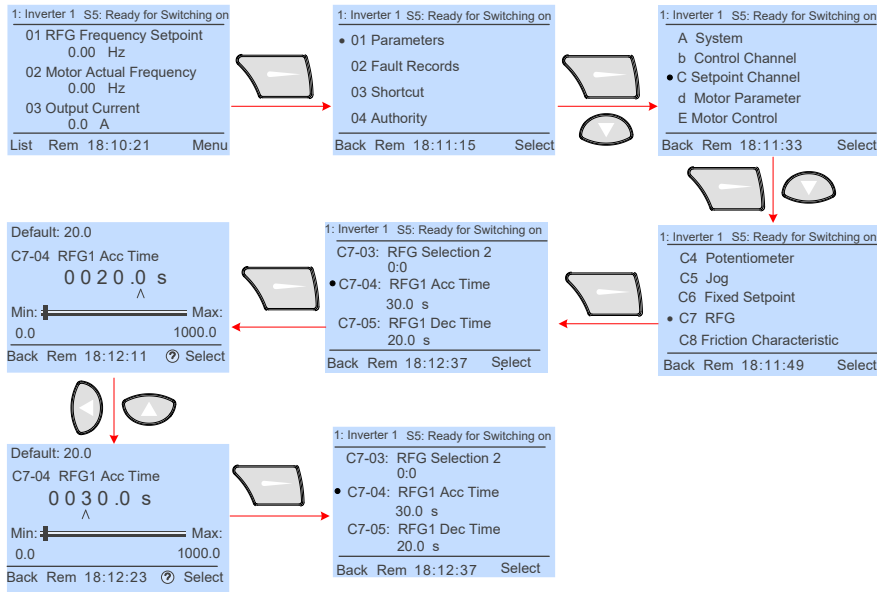 1: Inverter 1 S5: Ready for Switching on
01 RFG Frequency Setpoint
0.00 Hz
02 Motor Actual Frequency
0.00 Hz
03 Output Current
0.0 A
List Rem 18:10:21 Menu
1: Inverter 1 S5: Ready for Switching on
• 01 Parameters
02 Fault Records
03 Shortcut
04 Authority
Back Rem 18:11:15 Select
1: Inverter 1 S5: Ready for Switching on
A System
b Control Channel
• C Setpoint Channel
d Motor Parameter
E Motor Control
Back Rem 18:11:33 Select
1: Inverter 1 S5: Ready for Switching on
C4 Potentiometer
C5 Jog
C6 Fixed Setpoint
• C7 RFG
C8 Friction Characteristic
Back Rem 18:11:49 Select
1: Inverter 1 S5: Ready for Switching on
C7-03: RFG Selection 2
0:0
• C7-04: RFG1 Acc Time
30.0 s
C7-05: RFG1 Dec Time
20.0 s
Back Rem 18:12:37 Select
Default: 20.0
C7-04 RFG1 Acc Time
0020.0 s
^
Min: Max:
0.0 1000.0
Back Rem 18:12:11 ? Select
Default: 20.0
C7-04 RFG1 Acc Time
0030.0 s
^
Min: Max:
0.0 1000.0
Back Rem 18:12:23 ? Select
1: Inverter 1 S5: Ready for Switching on
C7-03: RFG Selection 2
0:0
• C7-04: RFG1 Acc Time
30.0 s
C7-05: RFG1 Dec Time
20.0 s
Back Rem 18:12:37 Select